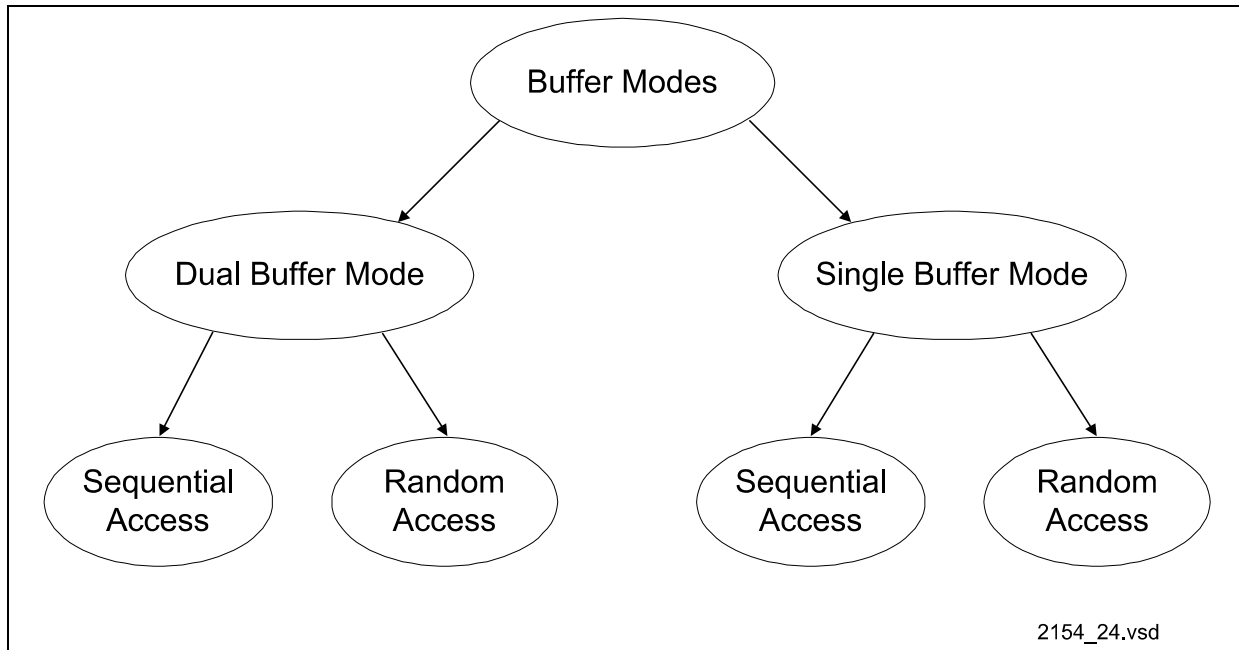 Buffer Modes
Dual Buffer Mode
Single Buffer Mode
Sequential
Access
Random
Access
Sequential
Access
Random
Access
2154_24.vsd